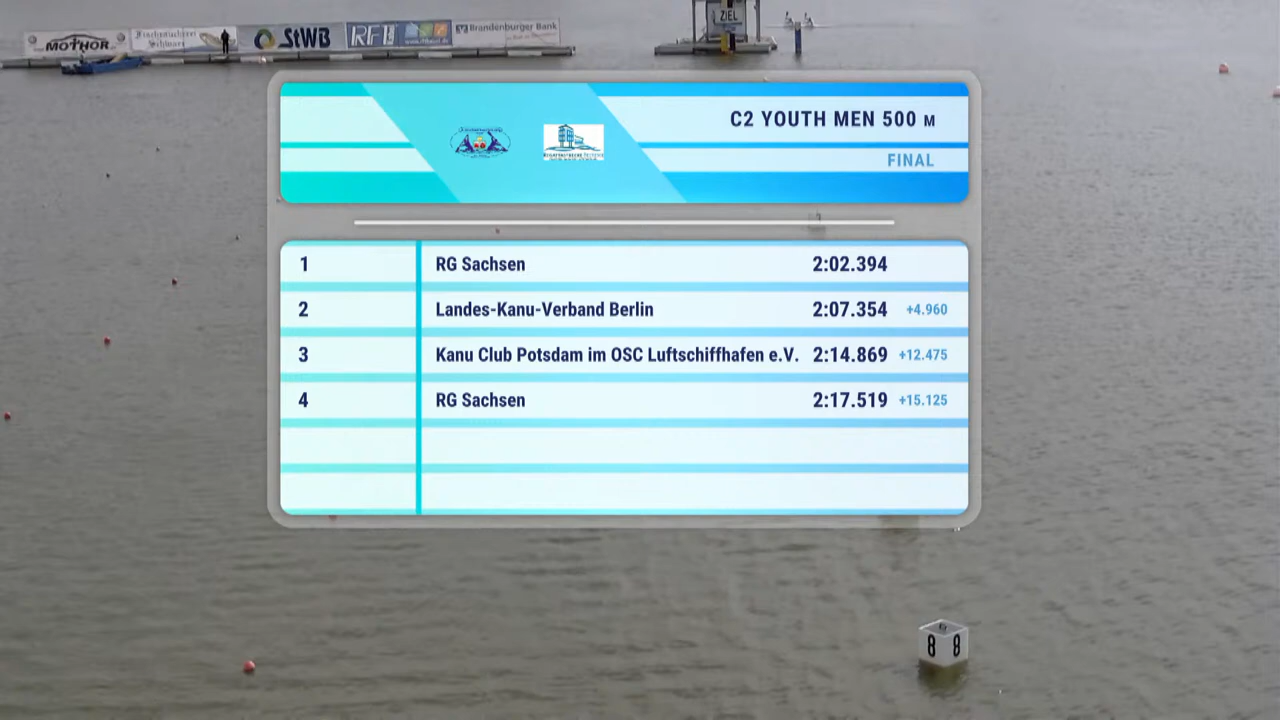 MOTHOR
StWB
RFT
Brandenburger Bank
ZIEL
C2 YOUTH MEN 500 M
FINAL
1 RG Sachsen 2:02.394
2 Landes-Kanu-Verband Berlin 2:07.354 +4.960
3 Kanu Club Potsdam im OSC Luftschiffhafen e.V. 2:14.869 +12.475
4 RG Sachsen 2:17.519 +15.125
8 8